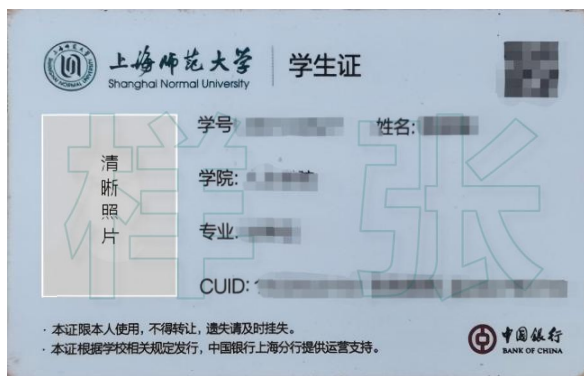 上海师范大学 学生证
Shanghai Normal University
学号 姓名:
清晰照片
学院:
专业
CUID:
样张
· 本证限本人使用，不得转让，遗失请及时挂失。
· 本证根据学校相关规定发行，中国银行上海分行提供运营支持。
中国银行
BANK OF CHINA